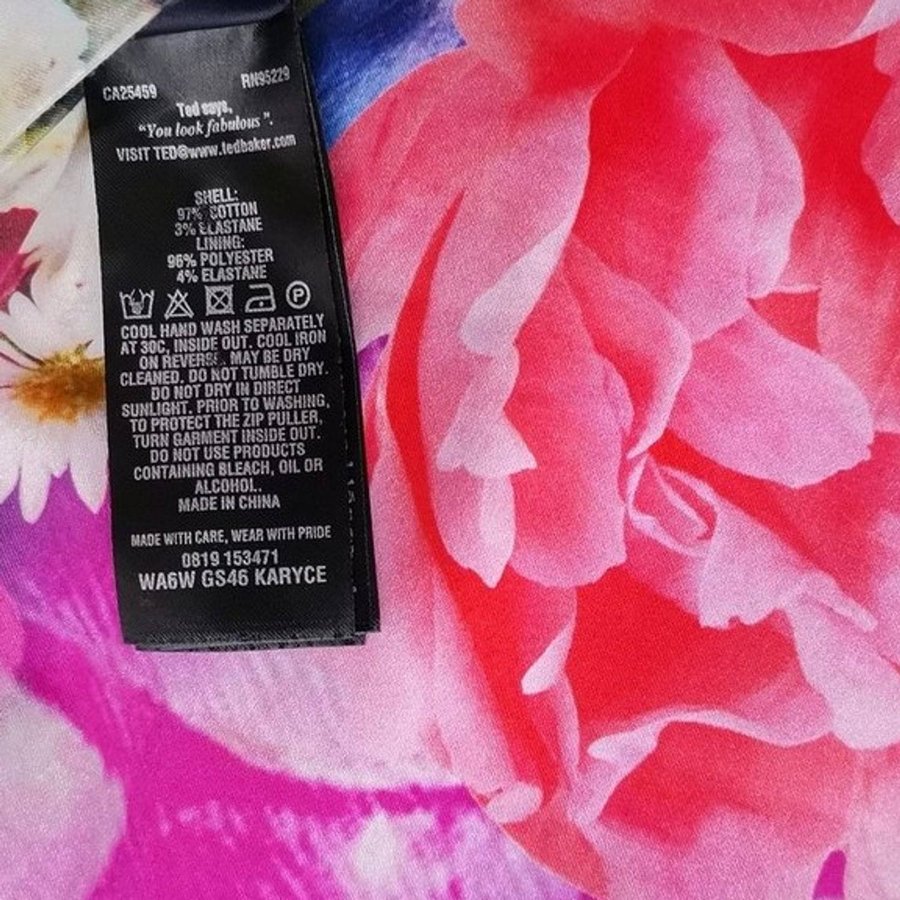 CA25459 RN95229
Ted says,
"You look fabulous".
VISIT TED@www.tedbaker.com
SHELL:
97% COTTON
3% ELASTANE
LINING:
96% POLYESTER
4% ELASTANE
COOL HAND WASH SEPARATELY
AT 30C, INSIDE OUT. COOL IRON
ON REVERSE. MAY BE DRY
CLEANED. DO NOT TUMBLE DRY.
DO NOT DRY IN DIRECT
SUNLIGHT. PRIOR TO WASHING,
TO PROTECT THE ZIP PULLER,
TURN GARMENT INSIDE OUT.
DO NOT USE PRODUCTS
CONTAINING BLEACH, OIL OR
ALCOHOL..
MADE IN CHINA
MADE WITH CARE, WEAR WITH PRIDE
0819 153471
WA6W GS46 KARYCE